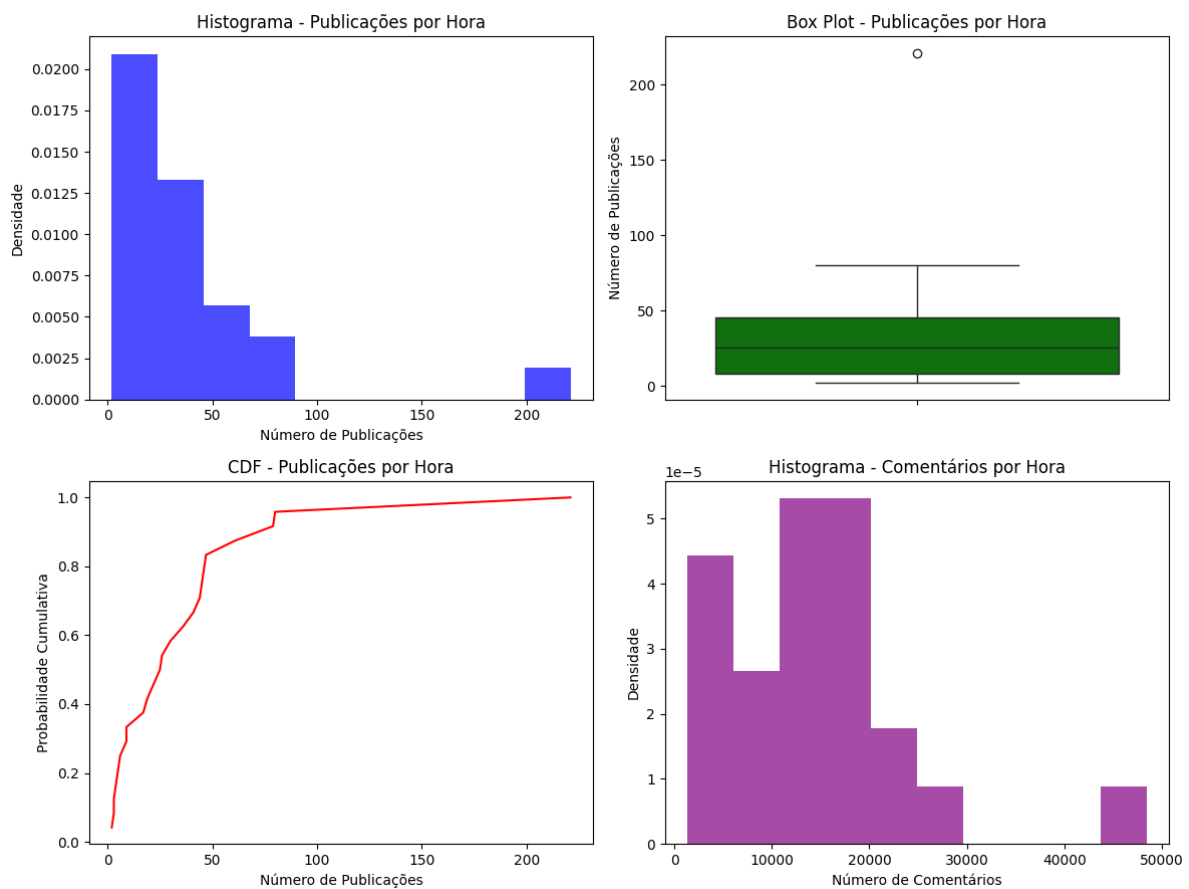 Histograma - Publicações por Hora
Densidade
0.0200
0.0175
0.0150
0.0125
0.0100
0.0075
0.0050
0.0025
0.0000
0 50 100 150 200
Número de Publicações
Box Plot - Publicações por Hora
Número de Publicações
200
150
100
50
0
CDF - Publicações por Hora
Probabilidade Cumulativa
1.0
0.8
0.6
0.4
0.2
0.0
0 50 100 150 200
Número de Publicações
Histograma - Comentários por Hora
1e−5
Densidade
5
4
3
2
1
0
0 10000 20000 30000 40000 50000
Número de Comentários